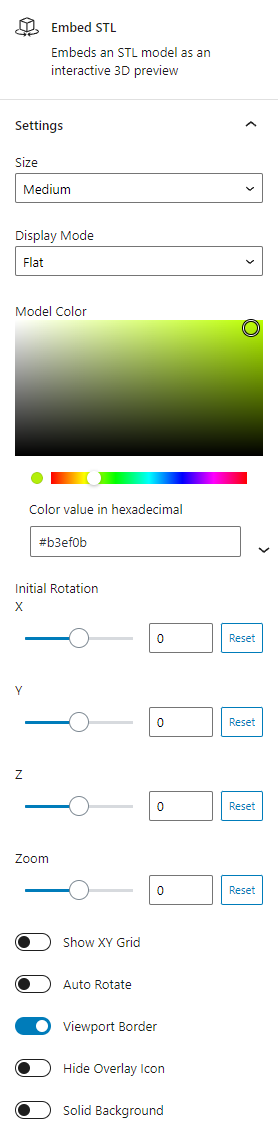 Embed STL
Embeds an STL model as an
interactive 3D preview
Settings
Size
Medium
Display Mode
Flat
Model Color
Color value in hexadecimal
#b3ef0b
Initial Rotation
X
0 Reset
Y
0 Reset
Z
0 Reset
Zoom
0 Reset
Show XY Grid
Auto Rotate
Viewport Border
Hide Overlay Icon
Solid Background